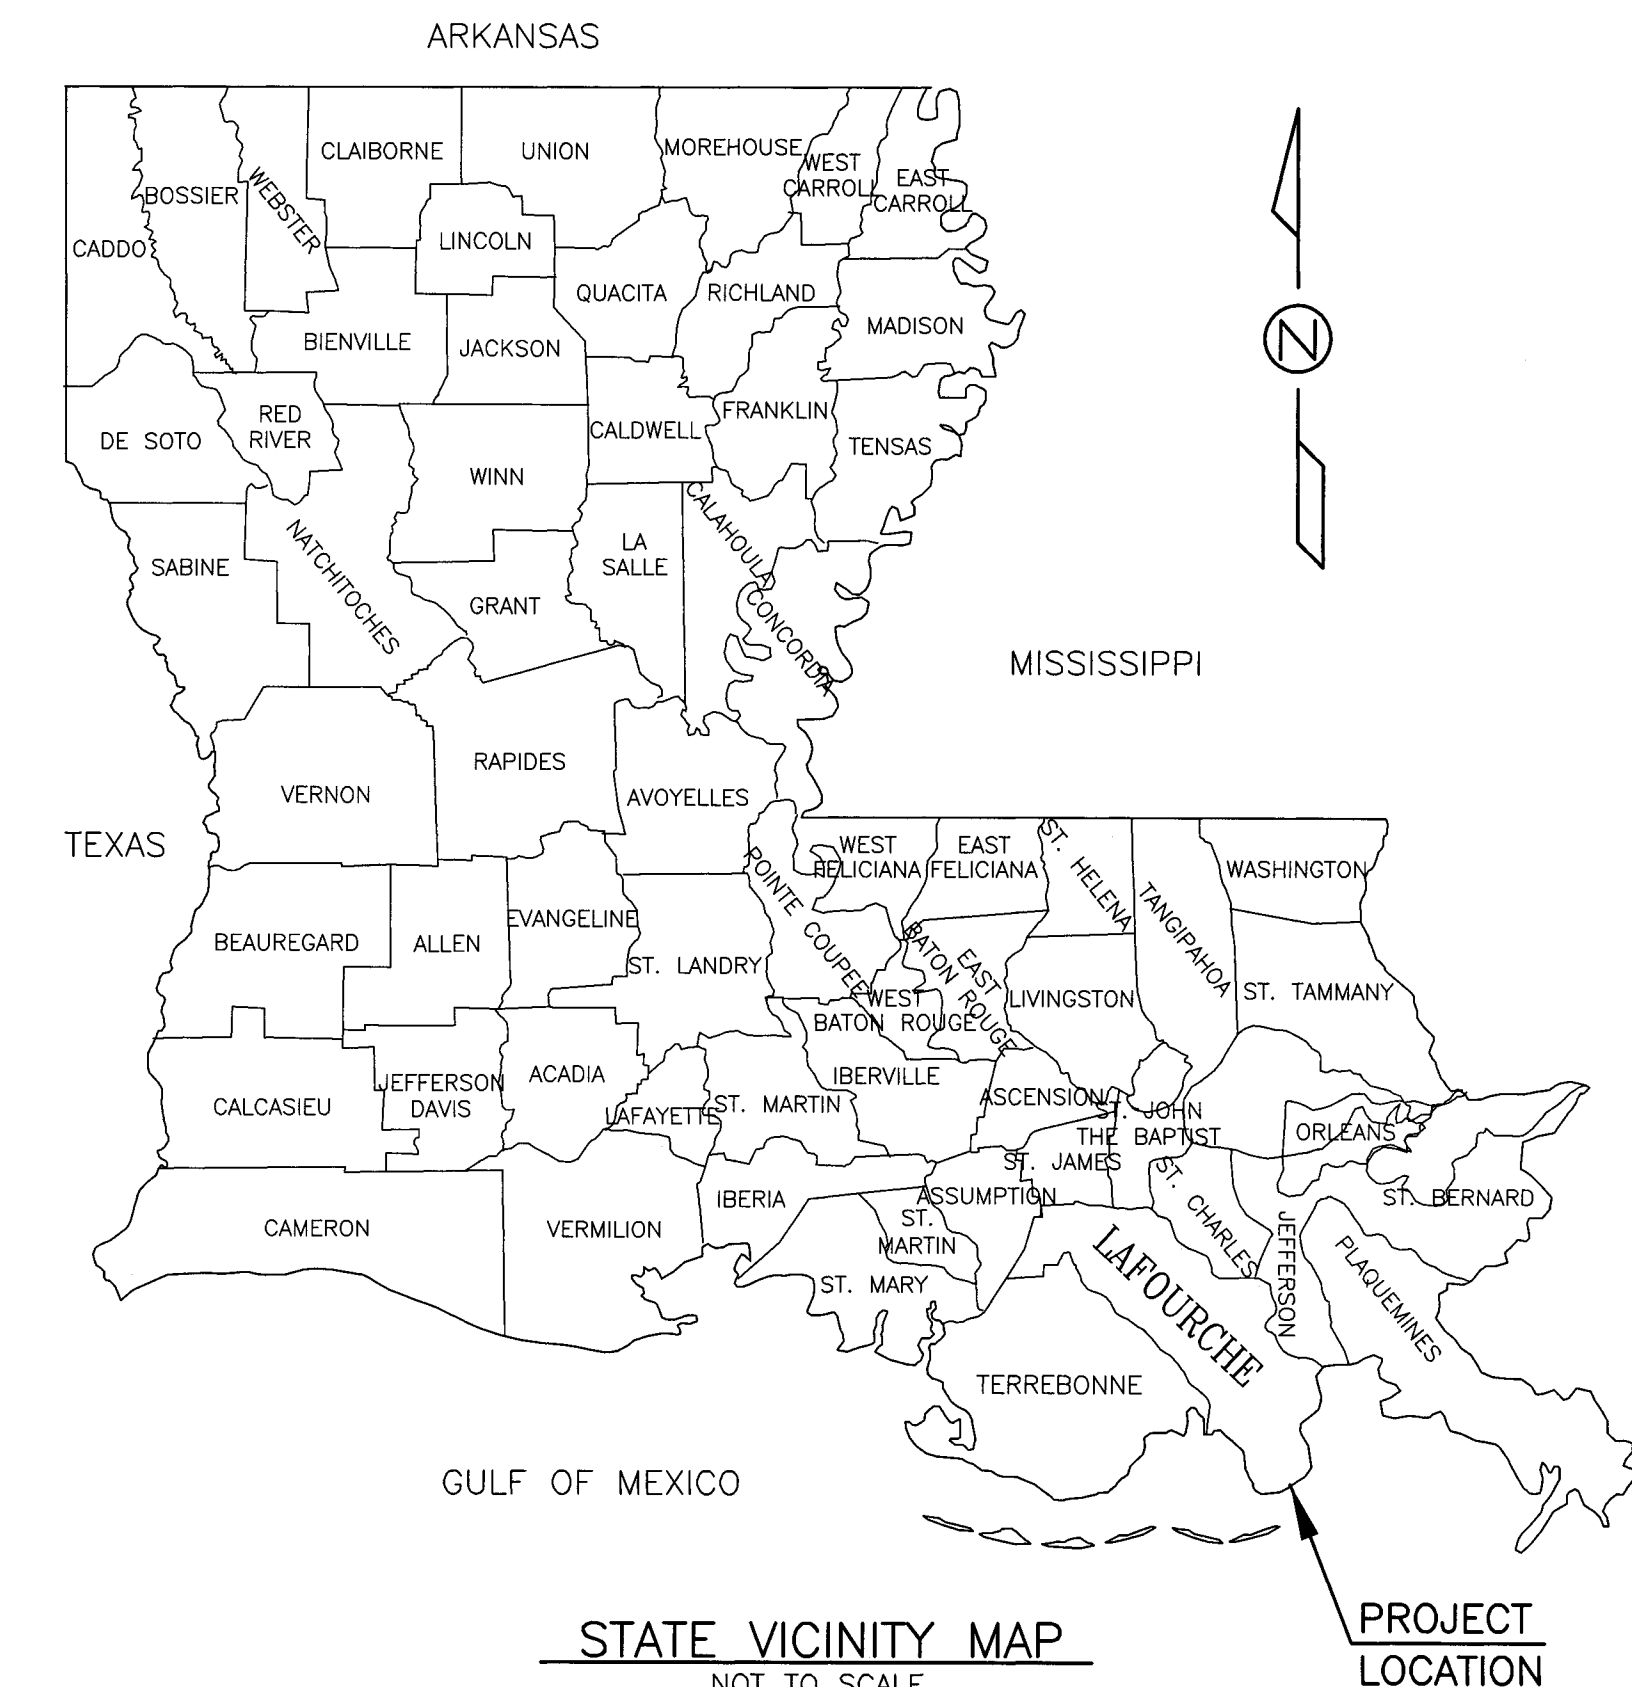 ARKANSAS
CLAIBORNE
UNION
MOREHOUSE
WEST
CARROLL
EAST
CARROLL
BOSSIER
WEBSTER
CADDO
LINCOLN
QUACITA
RICHLAND
MADISON
BIENVILLE
JACKSON
DE SOTO
RED
RIVER
CALDWELL
FRANKLIN
TENSAS
WINN
SABINE
NATCHITOCHES
GRANT
LA
SALLE
CALAHOULA
CONCORDIA
MISSISSIPPI
TEXAS
VERNON
RAPIDES
AVOYELLES
POINTE COUPEE
WEST
FELICIANA
EAST
FELICIANA
ST. HELENA
TANGIPAHOA
WASHINGTON
BEAUREGARD
ALLEN
EVANGELINE
ST. LANDRY
WEST
BATON ROUGE
EAST
BATON ROUGE
LIVINGSTON
ST. TAMMANY
CALCASIEU
JEFFERSON
DAVIS
ACADIA
LAFAYETTE
ST. MARTIN
IBERVILLE
ASCENSION
ST. JOHN
THE BAPTIST
ORLEANS
ST. JAMES
CAMERON
VERMILION
IBERIA
ASSUMPTION
ST.
MARTIN
ST. MARY
ST. CHARLES
JEFFERSON
ST. BERNARD
PLAQUEMINES
LAFOURCHE
TERREBONNE
GULF OF MEXICO
N
PROJECT
LOCATION
STATE VICINITY MAP
NOT TO SCALE